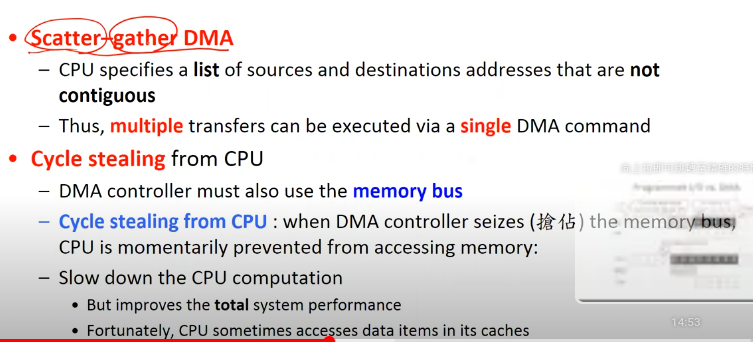 • Scatter-gather DMA
– CPU specifies a list of sources and destinations addresses that are not
contiguous
– Thus, multiple transfers can be executed via a single DMA command
• Cycle stealing from CPU
– DMA controller must also use the memory bus
– Cycle stealing from CPU : when DMA controller seizes (搶佔) the memory bus,
CPU is momentarily prevented from accessing memory:
– Slow down the CPU computation
• But improves the total system performance
• Fortunately, CPU sometimes accesses data items in its caches
Programmed I/O vs. DMA
14:53